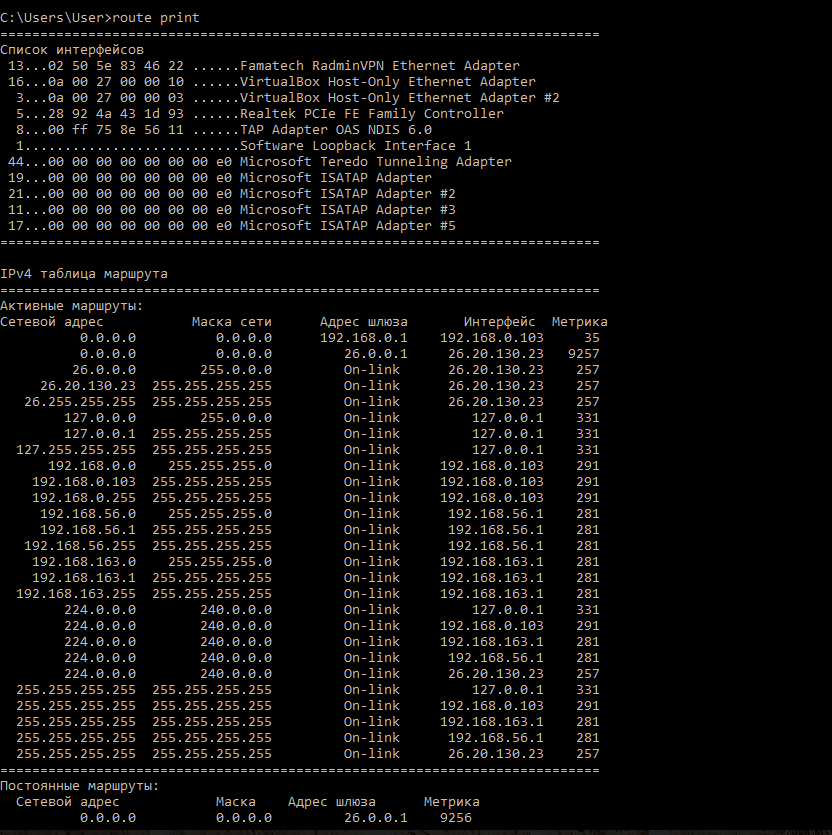 C:\Users\User>route print
===========================================================================
Список интерфейсов
 13...02 50 5e 83 46 22 ......Famatech RadminVPN Ethernet Adapter
 16...0a 00 27 00 00 10 ......VirtualBox Host-Only Ethernet Adapter
  3...0a 00 27 00 00 03 ......VirtualBox Host-Only Ethernet Adapter #2
  5...28 92 4a 43 1d 93 ......Realtek PCIe FE Family Controller
  8...00 ff 75 8e 56 11 ......TAP Adapter OAS NDIS 6.0
  1...........................Software Loopback Interface 1
 44...00 00 00 00 00 00 00 e0 Microsoft Teredo Tunneling Adapter
 19...00 00 00 00 00 00 00 e0 Microsoft ISATAP Adapter
 21...00 00 00 00 00 00 00 e0 Microsoft ISATAP Adapter #2
 11...00 00 00 00 00 00 00 e0 Microsoft ISATAP Adapter #3
 17...00 00 00 00 00 00 00 e0 Microsoft ISATAP Adapter #5
===========================================================================
IPv4 таблица маршрута
===========================================================================
Активные маршруты:
Сетевой адрес           Маска сети      Адрес шлюза       Интерфейс  Метрика
          0.0.0.0          0.0.0.0      192.168.0.1    192.168.0.103     35
          0.0.0.0          0.0.0.0         26.0.0.1     26.20.130.23   9257
         26.0.0.0        255.0.0.0         On-link      26.20.130.23    257
     26.20.130.23  255.255.255.255         On-link      26.20.130.23    257
   26.255.255.255  255.255.255.255         On-link      26.20.130.23    257
        127.0.0.0        255.0.0.0         On-link         127.0.0.1    331
        127.0.0.1  255.255.255.255         On-link         127.0.0.1    331
  127.255.255.255  255.255.255.255         On-link         127.0.0.1    331
      192.168.0.0    255.255.255.0         On-link     192.168.0.103    291
    192.168.0.103  255.255.255.255         On-link     192.168.0.103    291
    192.168.0.255  255.255.255.255         On-link     192.168.0.103    291
     192.168.56.0    255.255.255.0         On-link      192.168.56.1    281
     192.168.56.1  255.255.255.255         On-link      192.168.56.1    281
   192.168.56.255  255.255.255.255         On-link      192.168.56.1    281
    192.168.163.0    255.255.255.0         On-link     192.168.163.1    281
    192.168.163.1  255.255.255.255         On-link     192.168.163.1    281
  192.168.163.255  255.255.255.255         On-link     192.168.163.1    281
        224.0.0.0        240.0.0.0         On-link         127.0.0.1    331
        224.0.0.0        240.0.0.0         On-link     192.168.0.103    291
        224.0.0.0        240.0.0.0         On-link     192.168.163.1    281
        224.0.0.0        240.0.0.0         On-link      192.168.56.1    281
        224.0.0.0        240.0.0.0         On-link      26.20.130.23    257
  255.255.255.255  255.255.255.255         On-link         127.0.0.1    331
  255.255.255.255  255.255.255.255         On-link     192.168.0.103    291
  255.255.255.255  255.255.255.255         On-link     192.168.163.1    281
  255.255.255.255  255.255.255.255         On-link      192.168.56.1    281
  255.255.255.255  255.255.255.255         On-link      26.20.130.23    257
===========================================================================
Постоянные маршруты:
  Сетевой адрес            Маска    Адрес шлюза      Метрика
          0.0.0.0          0.0.0.0         26.0.0.1    9256